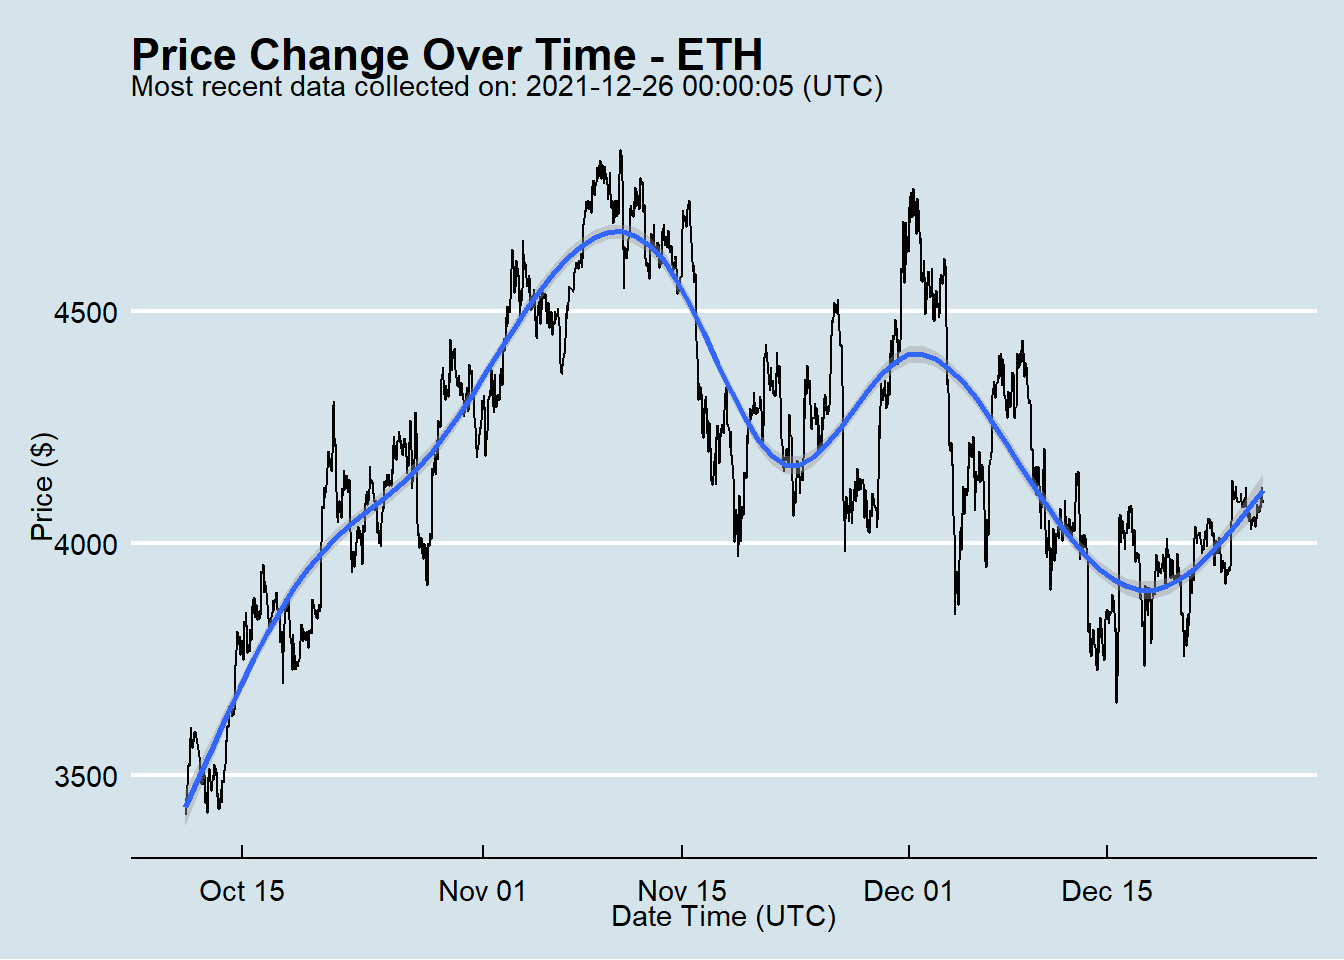 Price Change Over Time - ETH
Most recent data collected on: 2021-12-26 00:00:05 (UTC)
Price ($)
4500
4000
3500
Oct 15
Nov 01
Nov 15
Dec 01
Dec 15
Date Time (UTC)